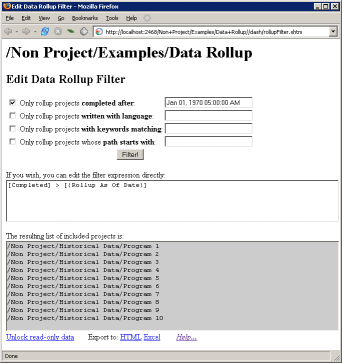 Edit Data Rollup Filter - Mozilla Firefox
File Edit View Go Bookmarks Tools Help
http://localhost:2468/Non+Project/Examples/Data+Rollup//dash/rollupFilter.shtm
/Non Project/Examples/Data Rollup
Edit Data Rollup Filter
Only rollup projects completed after: Jan 01, 1970 05:00:00 AM
Only rollup projects written with language:
Only rollup projects with keywords matching:
Only rollup projects whose path starts with:
Filter!
If you wish, you can edit the filter expression directly:
[Completed] > [(Rollup As Of Date)]
The resulting list of included projects is:
/Non Project/Historical Data/Program 1
/Non Project/Historical Data/Program 2
/Non Project/Historical Data/Program 3
/Non Project/Historical Data/Program 4
/Non Project/Historical Data/Program 5
/Non Project/Historical Data/Program 6
/Non Project/Historical Data/Program 7
/Non Project/Historical Data/Program 8
/Non Project/Historical Data/Program 9
/Non Project/Historical Data/Program 10
Unlock read-only data Export to: HTML Excel Help...
Done